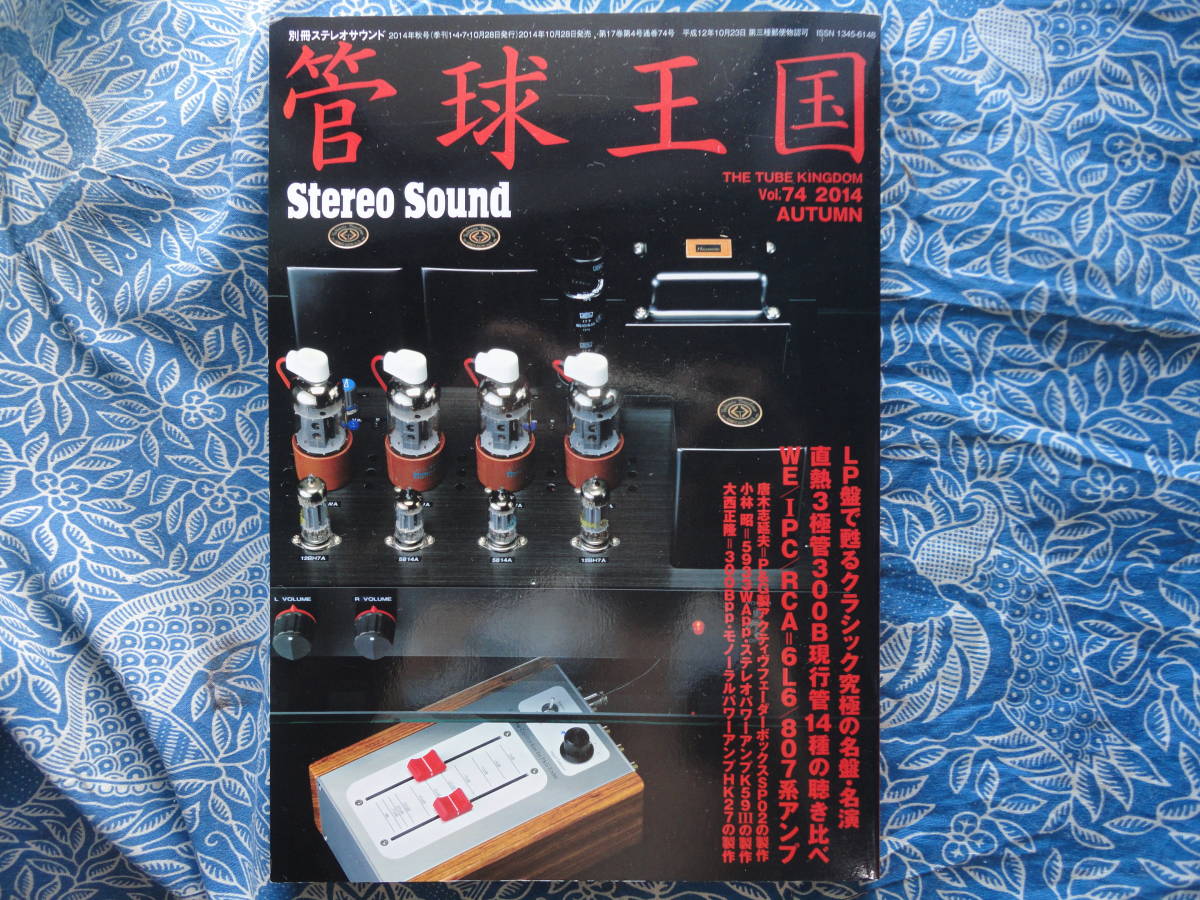 別冊ステレオサウンド 2014年秋号(季刊1・4・7・10月28日発行)2014年10月28日発売 第17巻第4号通巻74号 平成12年10月23日 第三種郵便物認可 ISSN 1345-6148
管球王国
THE TUBE KINGDOM
Vol.74 2014
AUTUMN
Stereo Sound
LP盤で甦るクラシック究極の名盤・名演
直熱3極管300B現行管14種の聴き比べ
WE/IPC/RCA=6L6 807系アンプ
唐木志延夫=P&G製アクティヴフェーダーボックスSP02の製作
小林 昭=5933WApp・ステレオパワーアンプK59Ⅲの製作
大西正隆=300Bpp・モノーラルパワーアンプHK27の製作
12BH7A
5814A
5814A
12BH7A
L VOLUME
R VOLUME